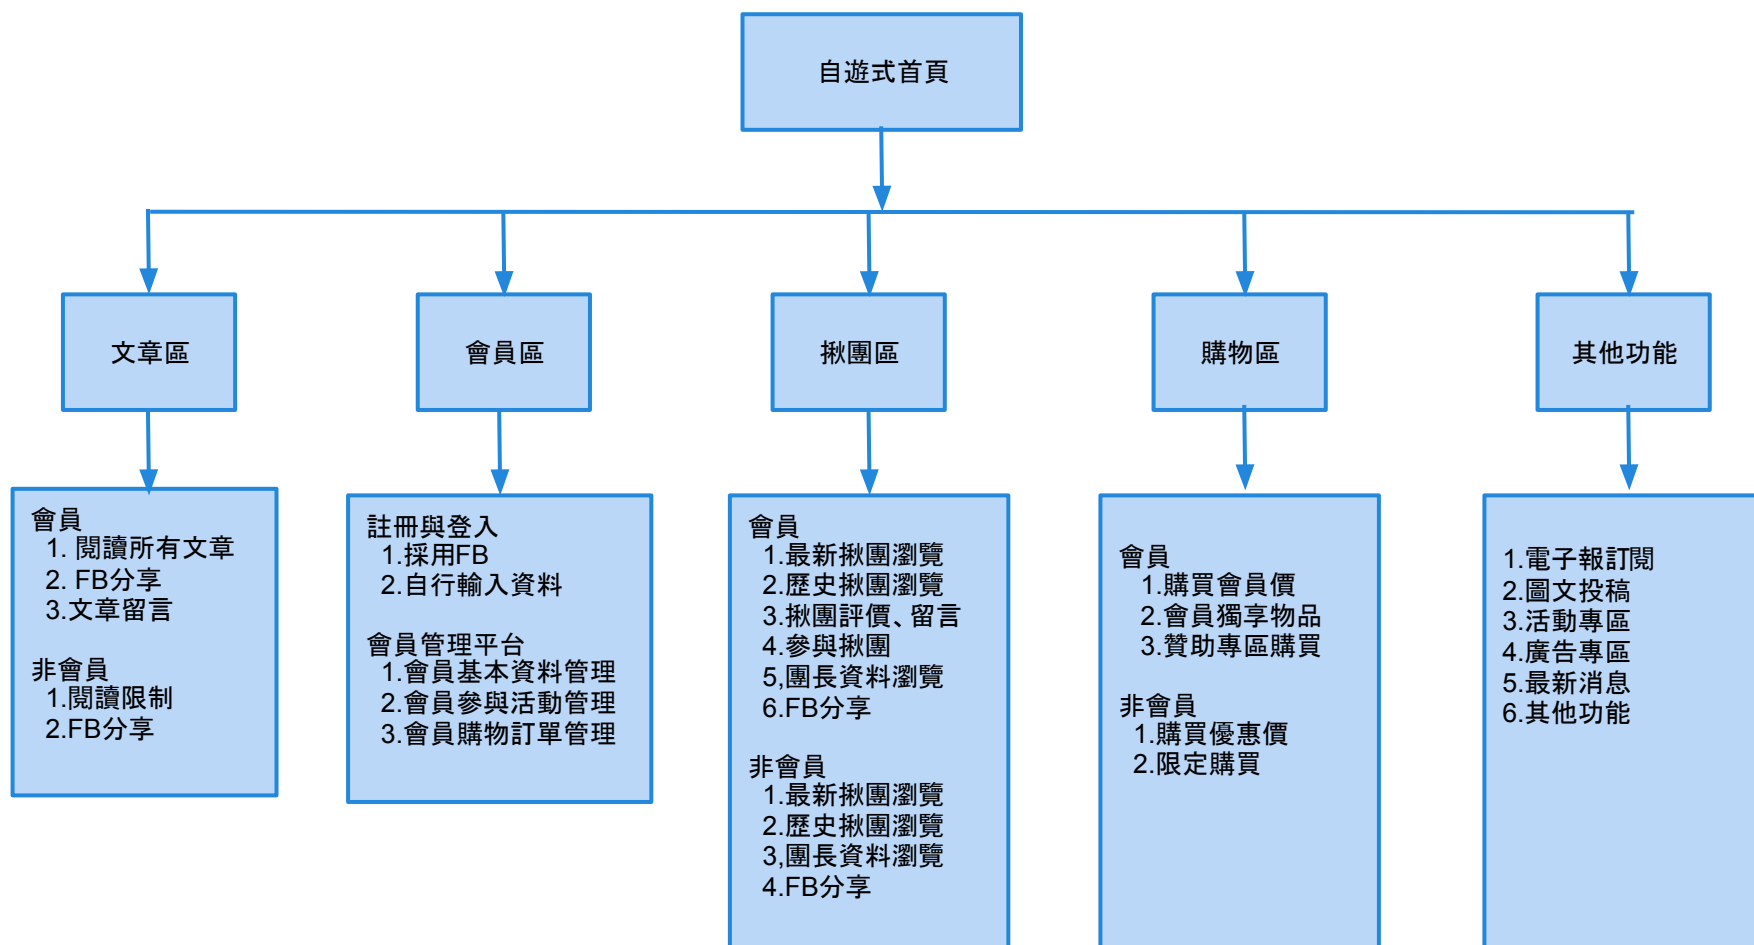 自遊式首頁
文章區
會員區
揪團區
購物區
其他功能
會員
1. 閱讀所有文章
2. FB分享
3.文章留言
非會員
1.閱讀限制
2.FB分享
註冊與登入
1.採用FB
2.自行輸入資料
會員管理平台
1.會員基本資料管理
2.會員參與活動管理
3.會員購物訂單管理
會員
1.最新揪團瀏覽
2.歷史揪團瀏覽
3.揪團評價、留言
4.參與揪團
5,團長資料瀏覽
6.FB分享
非會員
1.最新揪團瀏覽
2.歷史揪團瀏覽
3,團長資料瀏覽
4.FB分享
會員
1.購買會員價
2.會員獨享物品
3.贊助專區購買
非會員
1.購買優惠價
2.限定購買
1.電子報訂閱
2.圖文投稿
3.活動專區
4.廣告專區
5.最新消息
6.其他功能